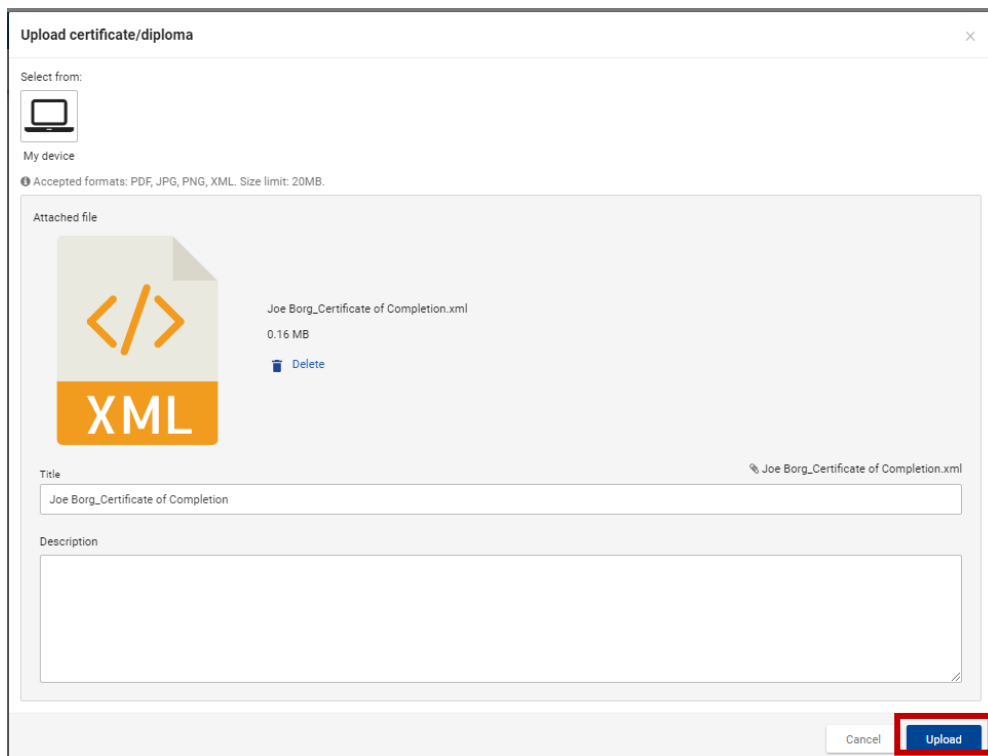 Upload certificate/diploma
Select from:
My device
Accepted formats: PDF, JPG, PNG, XML. Size limit: 20MB.
Attached file
</>
XML
Joe Borg_Certificate of Completion.xml
0.16 MB
Delete
Title
Joe Borg_Certificate of Completion.xml
Joe Borg_Certificate of Completion
Description
Cancel
Upload